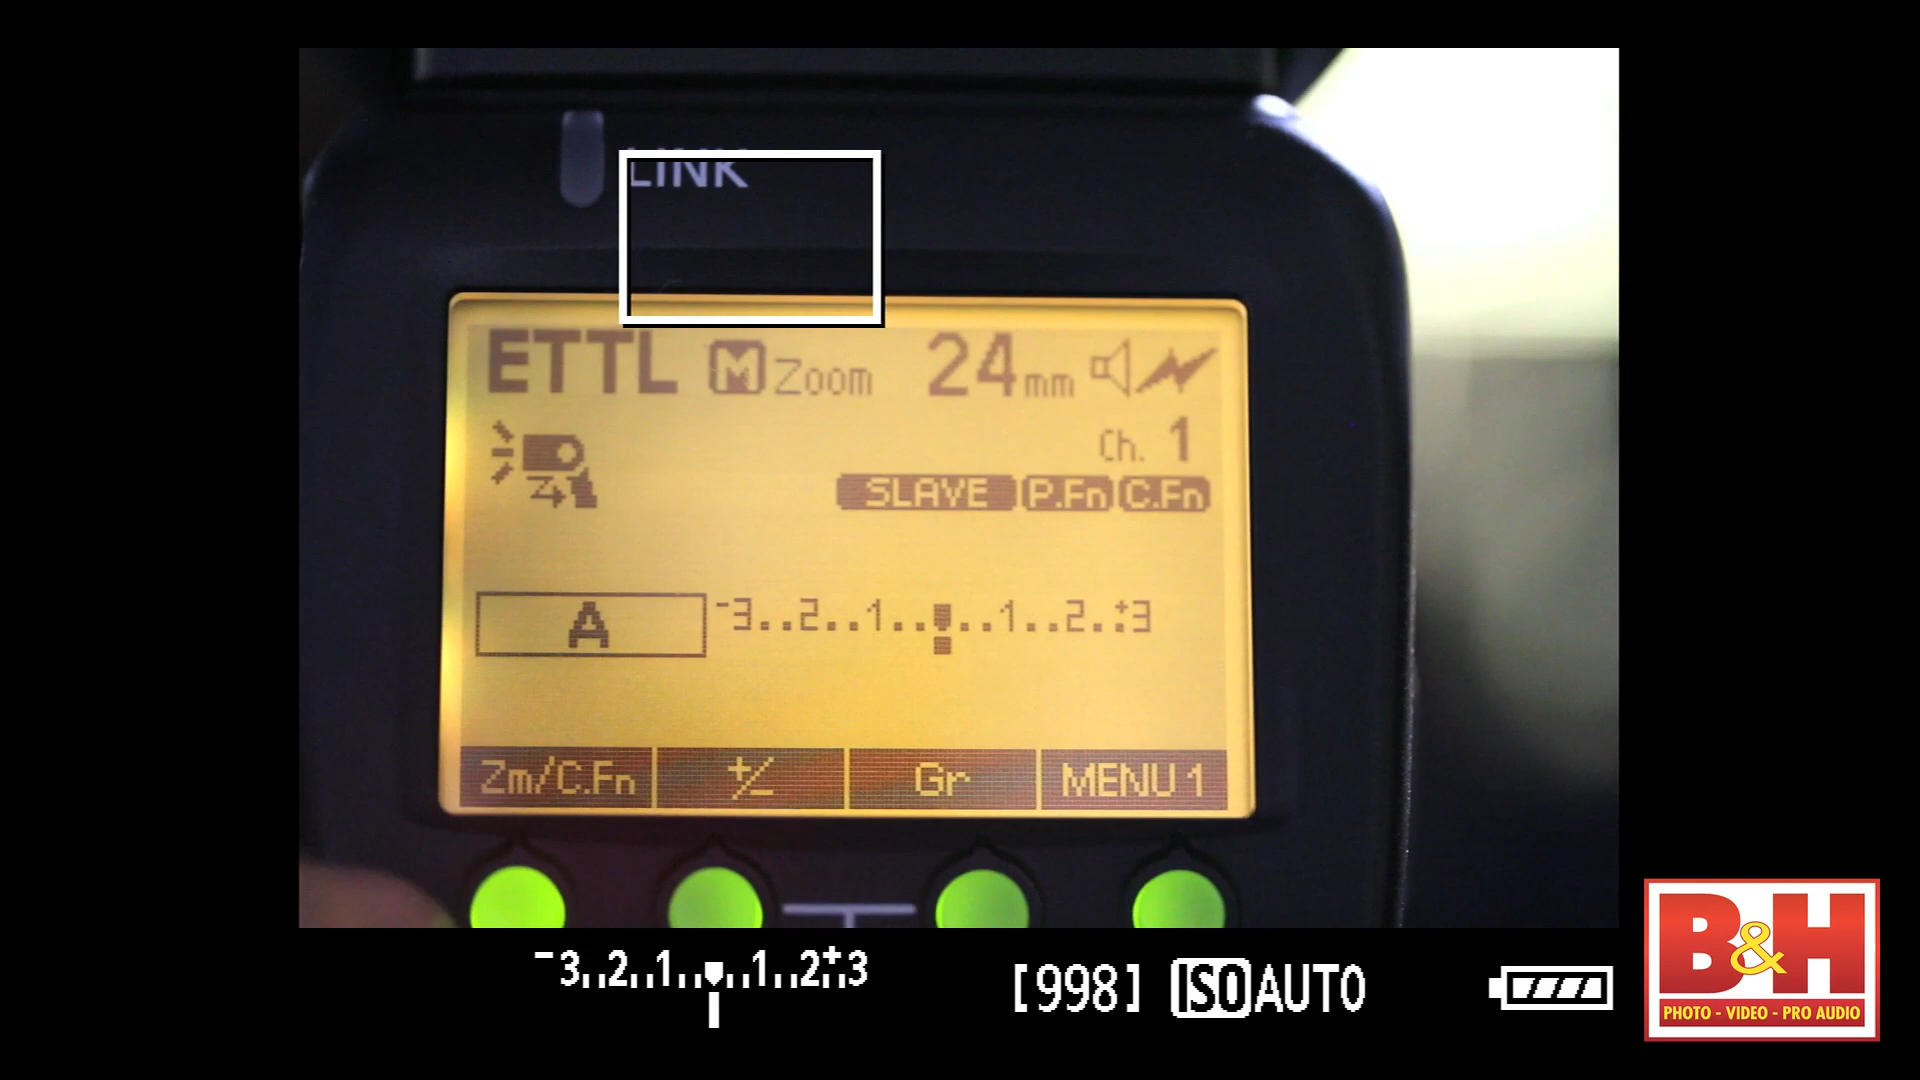 LINK
ETTL M Zoom 24mm
Ch. 1
SLAVE P.Fn C.Fn
A -3..2..1....1..2.:+3
Zm/C.Fn +/- Gr MENU 1
-3..2..1....1..2.:+3 [998] ISO AUTO
B&H
PHOTO - VIDEO - PRO AUDIO